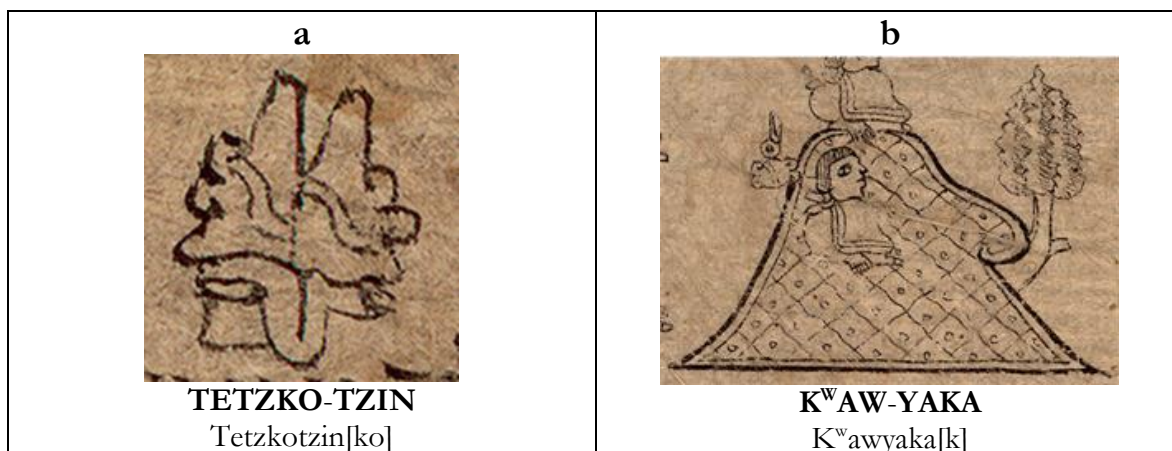 a
TETZKO-TZIN
Tetzkotzin[ko]
b
KᵂAW-YAKA
Kʷawyaka[k]